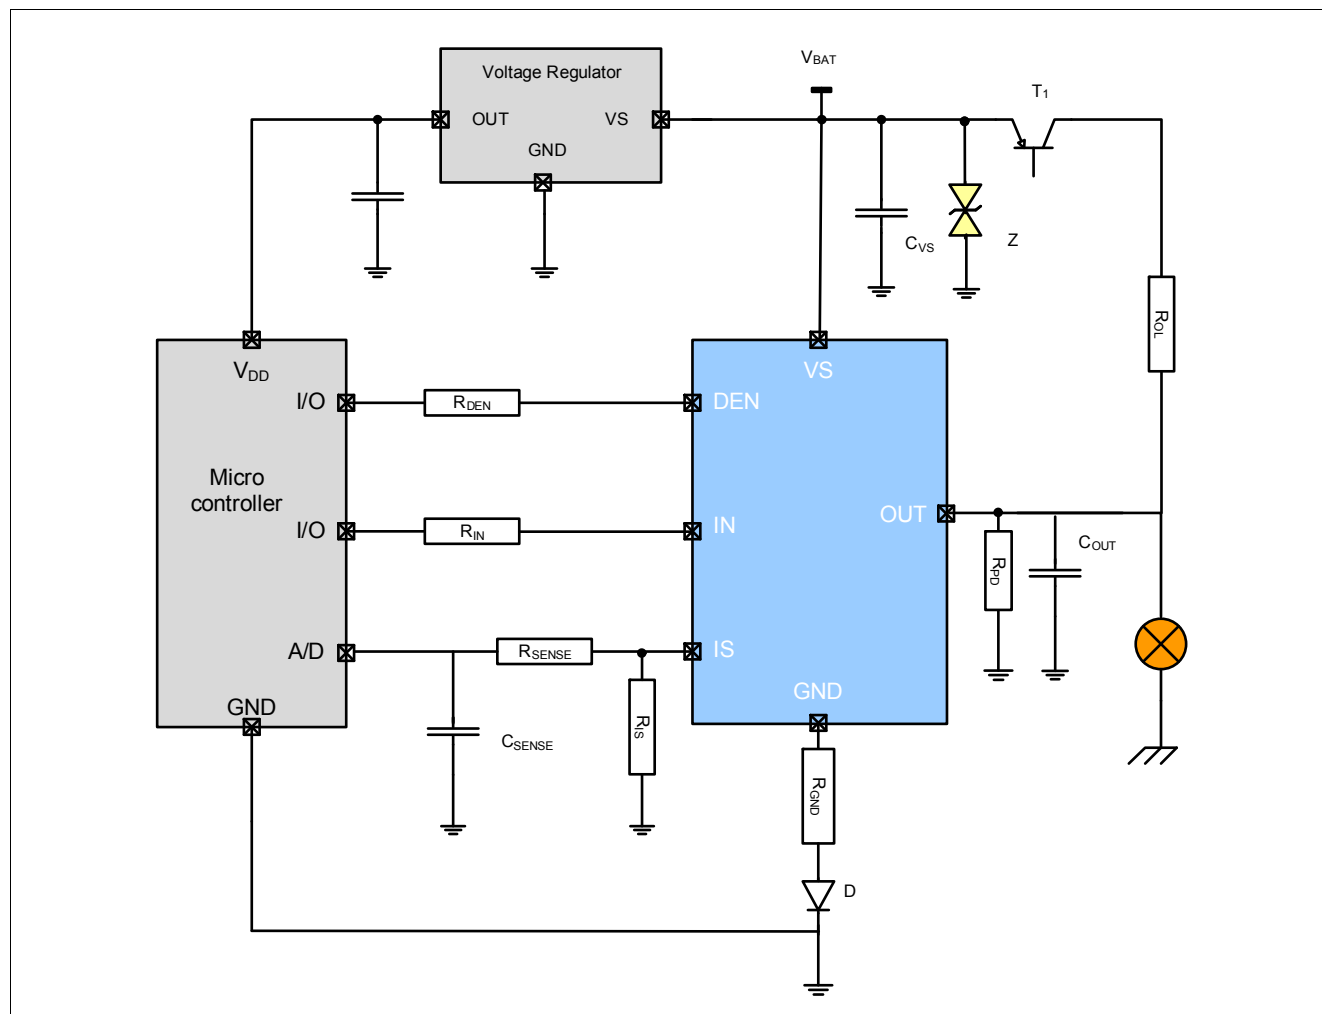 Voltage Regulator
OUT
VS
GND
VBAT
T1
CVS
Z
ROL
VDD
I/O
RDEN
DEN
VS
Micro
controller
I/O
RIN
IN
OUT
RPD
COUT
A/D
RSENSE
IS
GND
CSENSE
RIS
GND
RGND
D